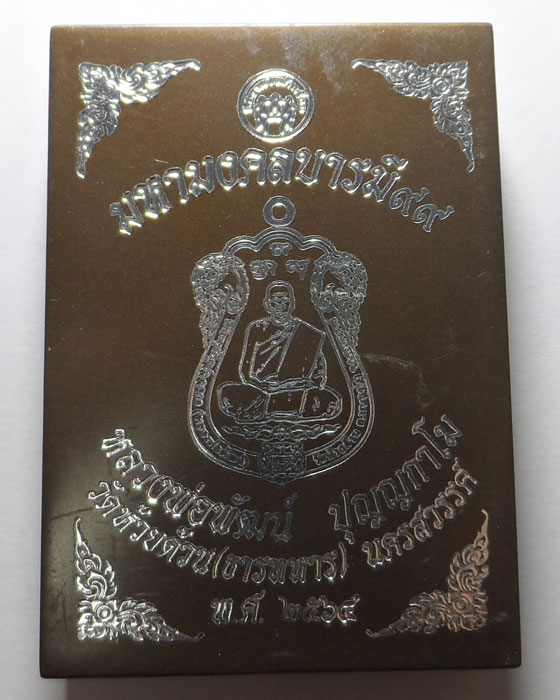 มหามงคลบารมี๙๙
หลวงพ่อพัฒน์ ปุญฺญกาโม
วัดห้วยด้วน(ธารทหาร) นครสวรรค์
พ.ศ. ๒๕๖๔